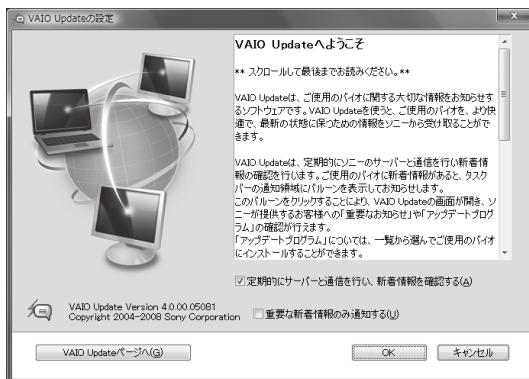 VAIO Updateの設定
VAIO Updateへようこそ
** スクロールして最後までお読みください。**
VAIO Updateは、ご使用のバイオに関する大切な情報をお知らせす
るソフトウェアです。VAIO Updateを使うと、ご使用のバイオを、より快
適で、最新の状態に保つための情報をソニーから受け取ることがで
きます。
VAIO Updateは、定期的にソニーのサーバーと通信を行い新着情
報の確認を行います。ご使用のバイオに新着情報があると、タスク
バーの通知領域にバルーンを表示してお知らせします。
このバルーンをクリックすることにより、VAIO Updateの画面が開き、ソ
ニーが提供するお客様への「重要なお知らせ」や「アップデートプログ
ラム」の確認が行えます。
「アップデートプログラム」については、一覧から選んでご使用のバイオ
にインストールすることができます。
定期的にサーバーと通信を行い、新着情報を確認する(A)
VAIO Update Version 4.0.00.05081
Copyright 2004-2008 Sony Corporation
重要な新着情報のみ通知する(U)
VAIO Updateページへ(G)
OK
キャンセル